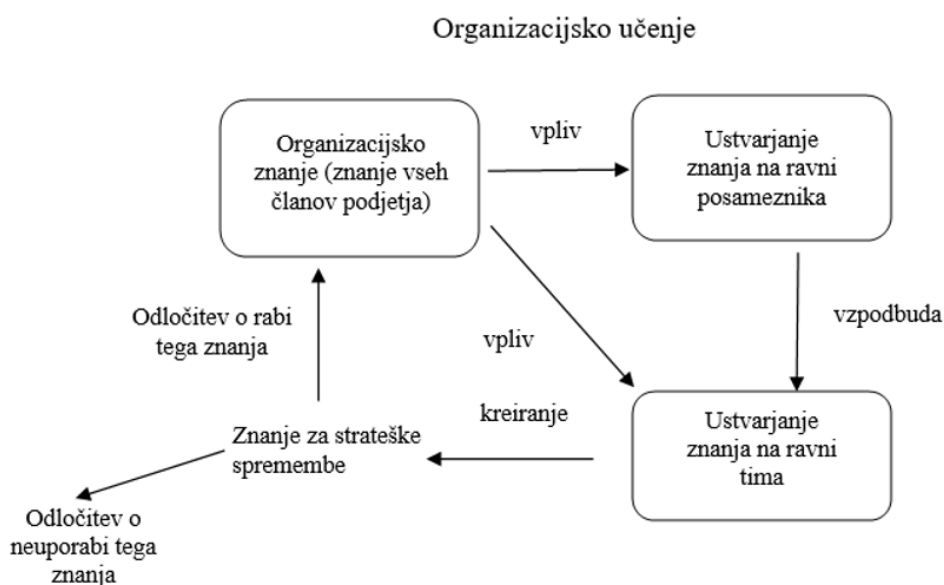 Organizacijsko učenje
Organizacijsko
znanje (znanje vseh
članov podjetja)
vpliv
Ustvarjanje
znanja na ravni
posameznika
Odločitev o rabi
tega znanja
vpliv
vzpodbuda
kreiranje
Znanje za strateške
spremembe
Ustvarjanje
znanja na ravni
tima
Odločitev o
neuporabi tega
znanja